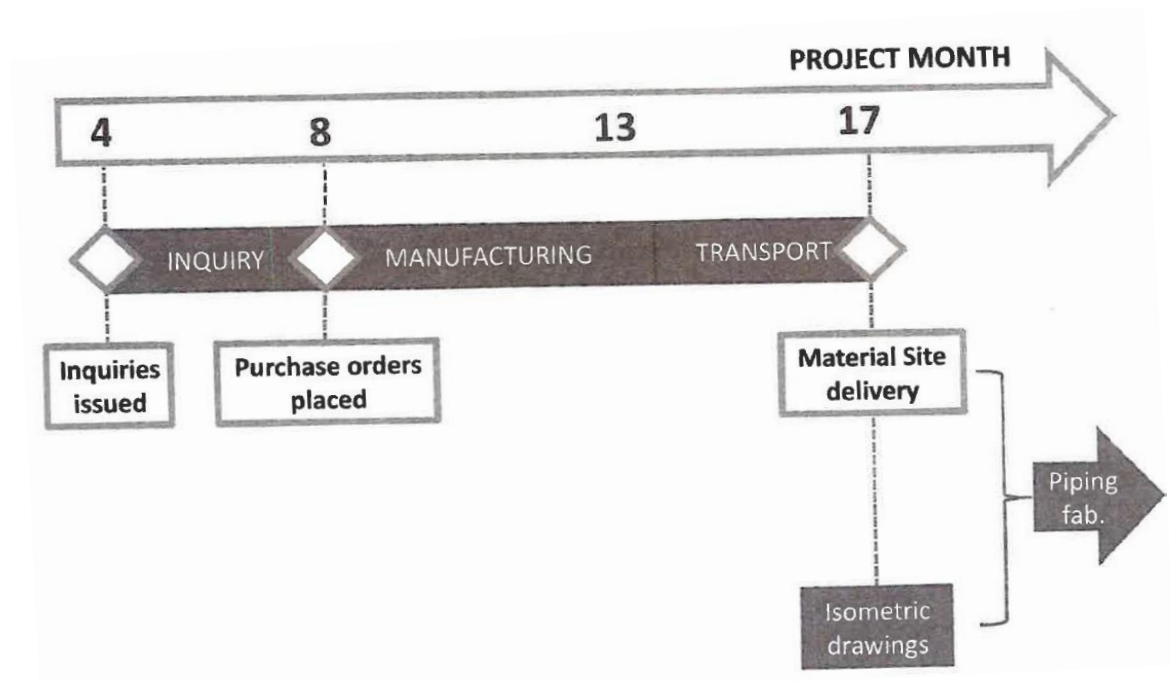 PROJECT MONTH
4 8 13 17
INQUIRY MANUFACTURING TRANSPORT
Inquiries
issued
Purchase orders
placed
Material Site
delivery
Piping
fab.
Isometric
drawings